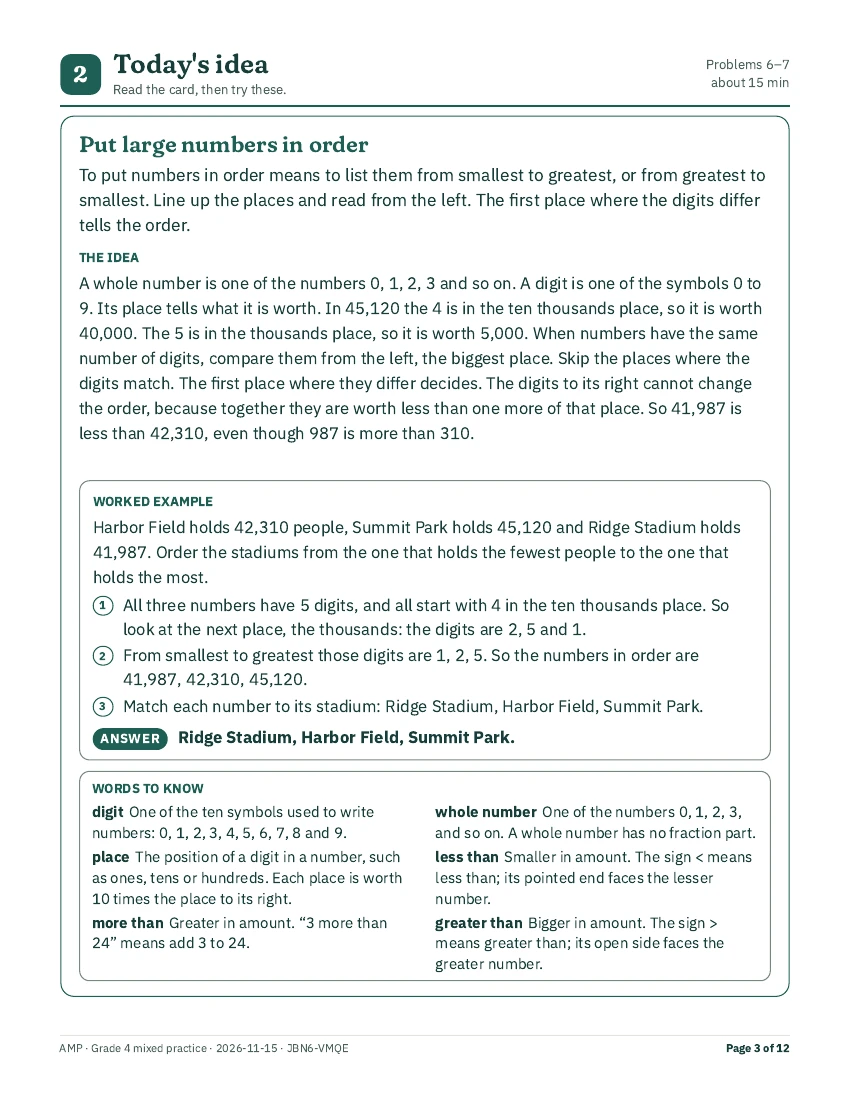 2
Today's idea
Read the card, then try these.
Problems 6–7
about 15 min
Put large numbers in order
To put numbers in order means to list them from smallest to greatest, or from greatest to
smallest. Line up the places and read from the left. The first place where the digits differ
tells the order.
THE IDEA
A whole number is one of the numbers 0, 1, 2, 3 and so on. A digit is one of the symbols 0 to
9. Its place tells what it is worth. In 45,120 the 4 is in the ten thousands place, so it is worth
40,000. The 5 is in the thousands place, so it is worth 5,000. When numbers have the same
number of digits, compare them from the left, the biggest place. Skip the places where the
digits match. The first place where they differ decides. The digits to its right cannot change
the order, because together they are worth less than one more of that place. So 41,987 is
less than 42,310, even though 987 is more than 310.
WORKED EXAMPLE
Harbor Field holds 42,310 people, Summit Park holds 45,120 and Ridge Stadium holds
41,987. Order the stadiums from the one that holds the fewest people to the one that
holds the most.
1 All three numbers have 5 digits, and all start with 4 in the ten thousands place. So
look at the next place, the thousands: the digits are 2, 5 and 1.
2 From smallest to greatest those digits are 1, 2, 5. So the numbers in order are
41,987, 42,310, 45,120.
3 Match each number to its stadium: Ridge Stadium, Harbor Field, Summit Park.
ANSWER Ridge Stadium, Harbor Field, Summit Park.
WORDS TO KNOW
digit One of the ten symbols used to write
numbers: 0, 1, 2, 3, 4, 5, 6, 7, 8 and 9.
place The position of a digit in a number, such
as ones, tens or hundreds. Each place is worth
10 times the place to its right.
more than Greater in amount. “3 more than
24” means add 3 to 24.
whole number One of the numbers 0, 1, 2, 3,
and so on. A whole number has no fraction part.
less than Smaller in amount. The sign < means
less than; its pointed end faces the lesser
number.
greater than Bigger in amount. The sign >
means greater than; its open side faces the
greater number.
AMP · Grade 4 mixed practice · 2026-11-15 · JBN6-VMQE
Page 3 of 12